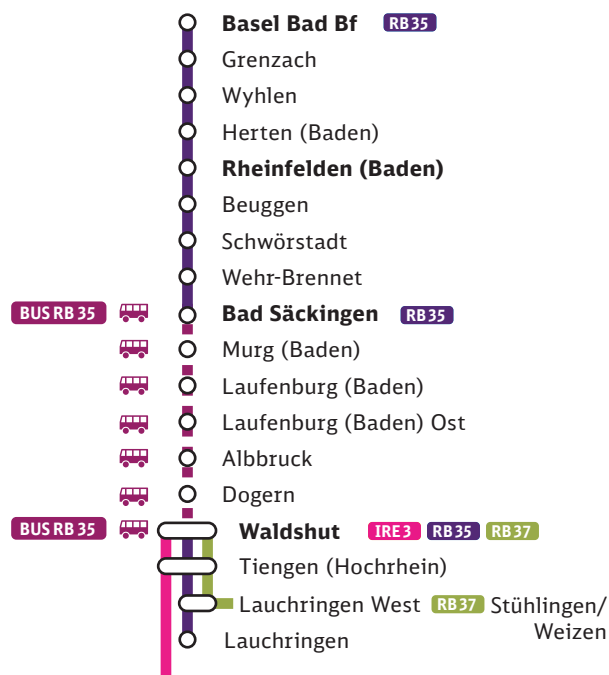 Basel Bad Bf RB35
Grenzach
Wyhlen
Herten (Baden)
Rheinfelden (Baden)
Beuggen
Schwörstadt
Wehr-Brennet
BUS RB 35 Bad Säckingen RB35
Murg (Baden)
Laufenburg (Baden)
Laufenburg (Baden) Ost
Albbruck
Dogern
BUS RB 35 Waldshut IRE3 RB35 RB37
Tiengen (Hochrhein)
Lauchringen West RB37 Stühlingen/
Weizen
Lauchringen